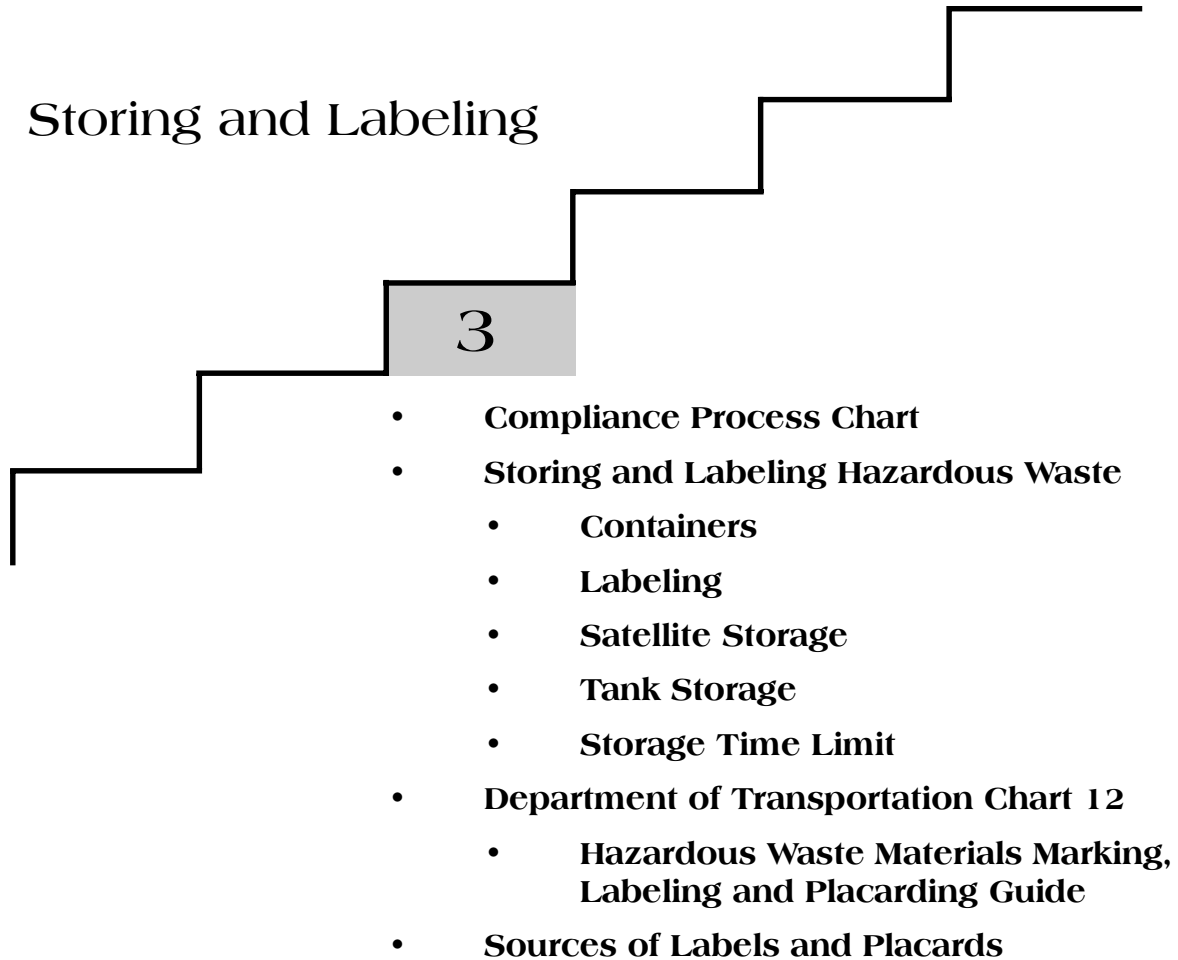 Storing and Labeling
3
• Compliance Process Chart
• Storing and Labeling Hazardous Waste
• Containers
• Labeling
• Satellite Storage
• Tank Storage
• Storage Time Limit
• Department of Transportation Chart 12
• Hazardous Waste Materials Marking,
Labeling and Placarding Guide
• Sources of Labels and Placards